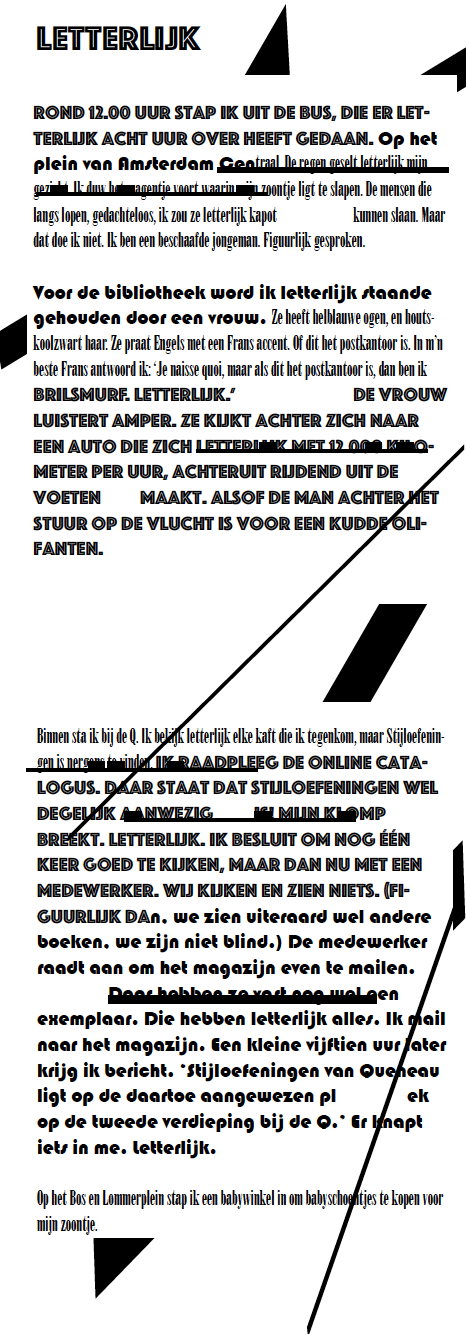 LETTERLIJK
ROND 12.00 UUR STAP IK UIT DE BUS, DIE ER LET-
TERLIJK ACHT UUR OVER HEEFT GEDAAN. Op het
plein van Amsterdam Centraal. De regen geselt letterlijk mijn
gezicht. Ik duw het wagentje voort waarin mijn zoontje ligt te slapen. De mensen die
langs lopen, gedachteloos, ik zou ze letterlijk kapot kunnen slaan. Maar
dat doe ik niet. Ik ben een beschaafde jongeman. Figuurlijk gesproken.
Voor de bibliotheek word ik letterlijk staande
gehouden door een vrouw. Ze heeft helblauwe ogen, en houts-
koolzwart haar. Ze praat Engels met een Frans accent. Of dit het postkantoor is. In m'n
beste Frans antwoord ik: 'Je naisse quoi, maar als dit het postkantoor is, dan ben ik
BRILSMURF. LETTERLIJK.' DE VROUW
LUISTERT AMPER. ZE KIJKT ACHTER ZICH NAAR
EEN AUTO DIE ZICH LETTERLIJK MET 12.000 KILO-
METER PER UUR, ACHTERUIT RIJDEND UIT DE
VOETEN MAAKT. ALSOF DE MAN ACHTER HET
STUUR OP DE VLUCHT IS VOOR EEN KUDDE OLI-
FANTEN.
Binnen sta ik bij de Q. Ik bekijk letterlijk elke kaft die ik tegenkom, maar Stijloefenin-
gen is nergens te vinden. IK RAADPLEEG DE ONLINE CATA-
LOGUS. DAAR STAAT DAT STIJLOEFENINGEN WEL
DEGELIJK AANWEZIG IS! MIJN KLOMP
BREEKT. LETTERLIJK. IK BESLUIT OM NOG ÉÉN
KEER GOED TE KIJKEN, MAAR DAN NU MET EEN
MEDEWERKER. WIJ KIJKEN EN ZIEN NIETS. (FI-
GUURLIJK DAn, we zien uiteraard wel andere
boeken, we zijn niet blind.) De medewerker
raadt aan om het magazijn even te mailen.
Daar hebben ze vast nog wel een
exemplaar. Die hebben letterlijk alles. Ik mail
naar het magazijn. Een kleine vijftien uur later
krijg ik bericht. 'Stijloefeningen van Queneau
ligt op de daartoe aangewezen pl ek
op de tweede verdieping bij de Q.' Er knapt
iets in me. Letterlijk.
Op het Bos en Lommerplein stap ik een babywinkel in om babyschoentjes te kopen voor
mijn zoontje.